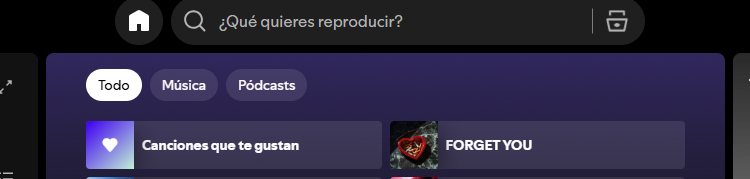 ¿Qué quieres reproducir?
Todo Música Pódcasts
Canciones que te gustan FORGET YOU